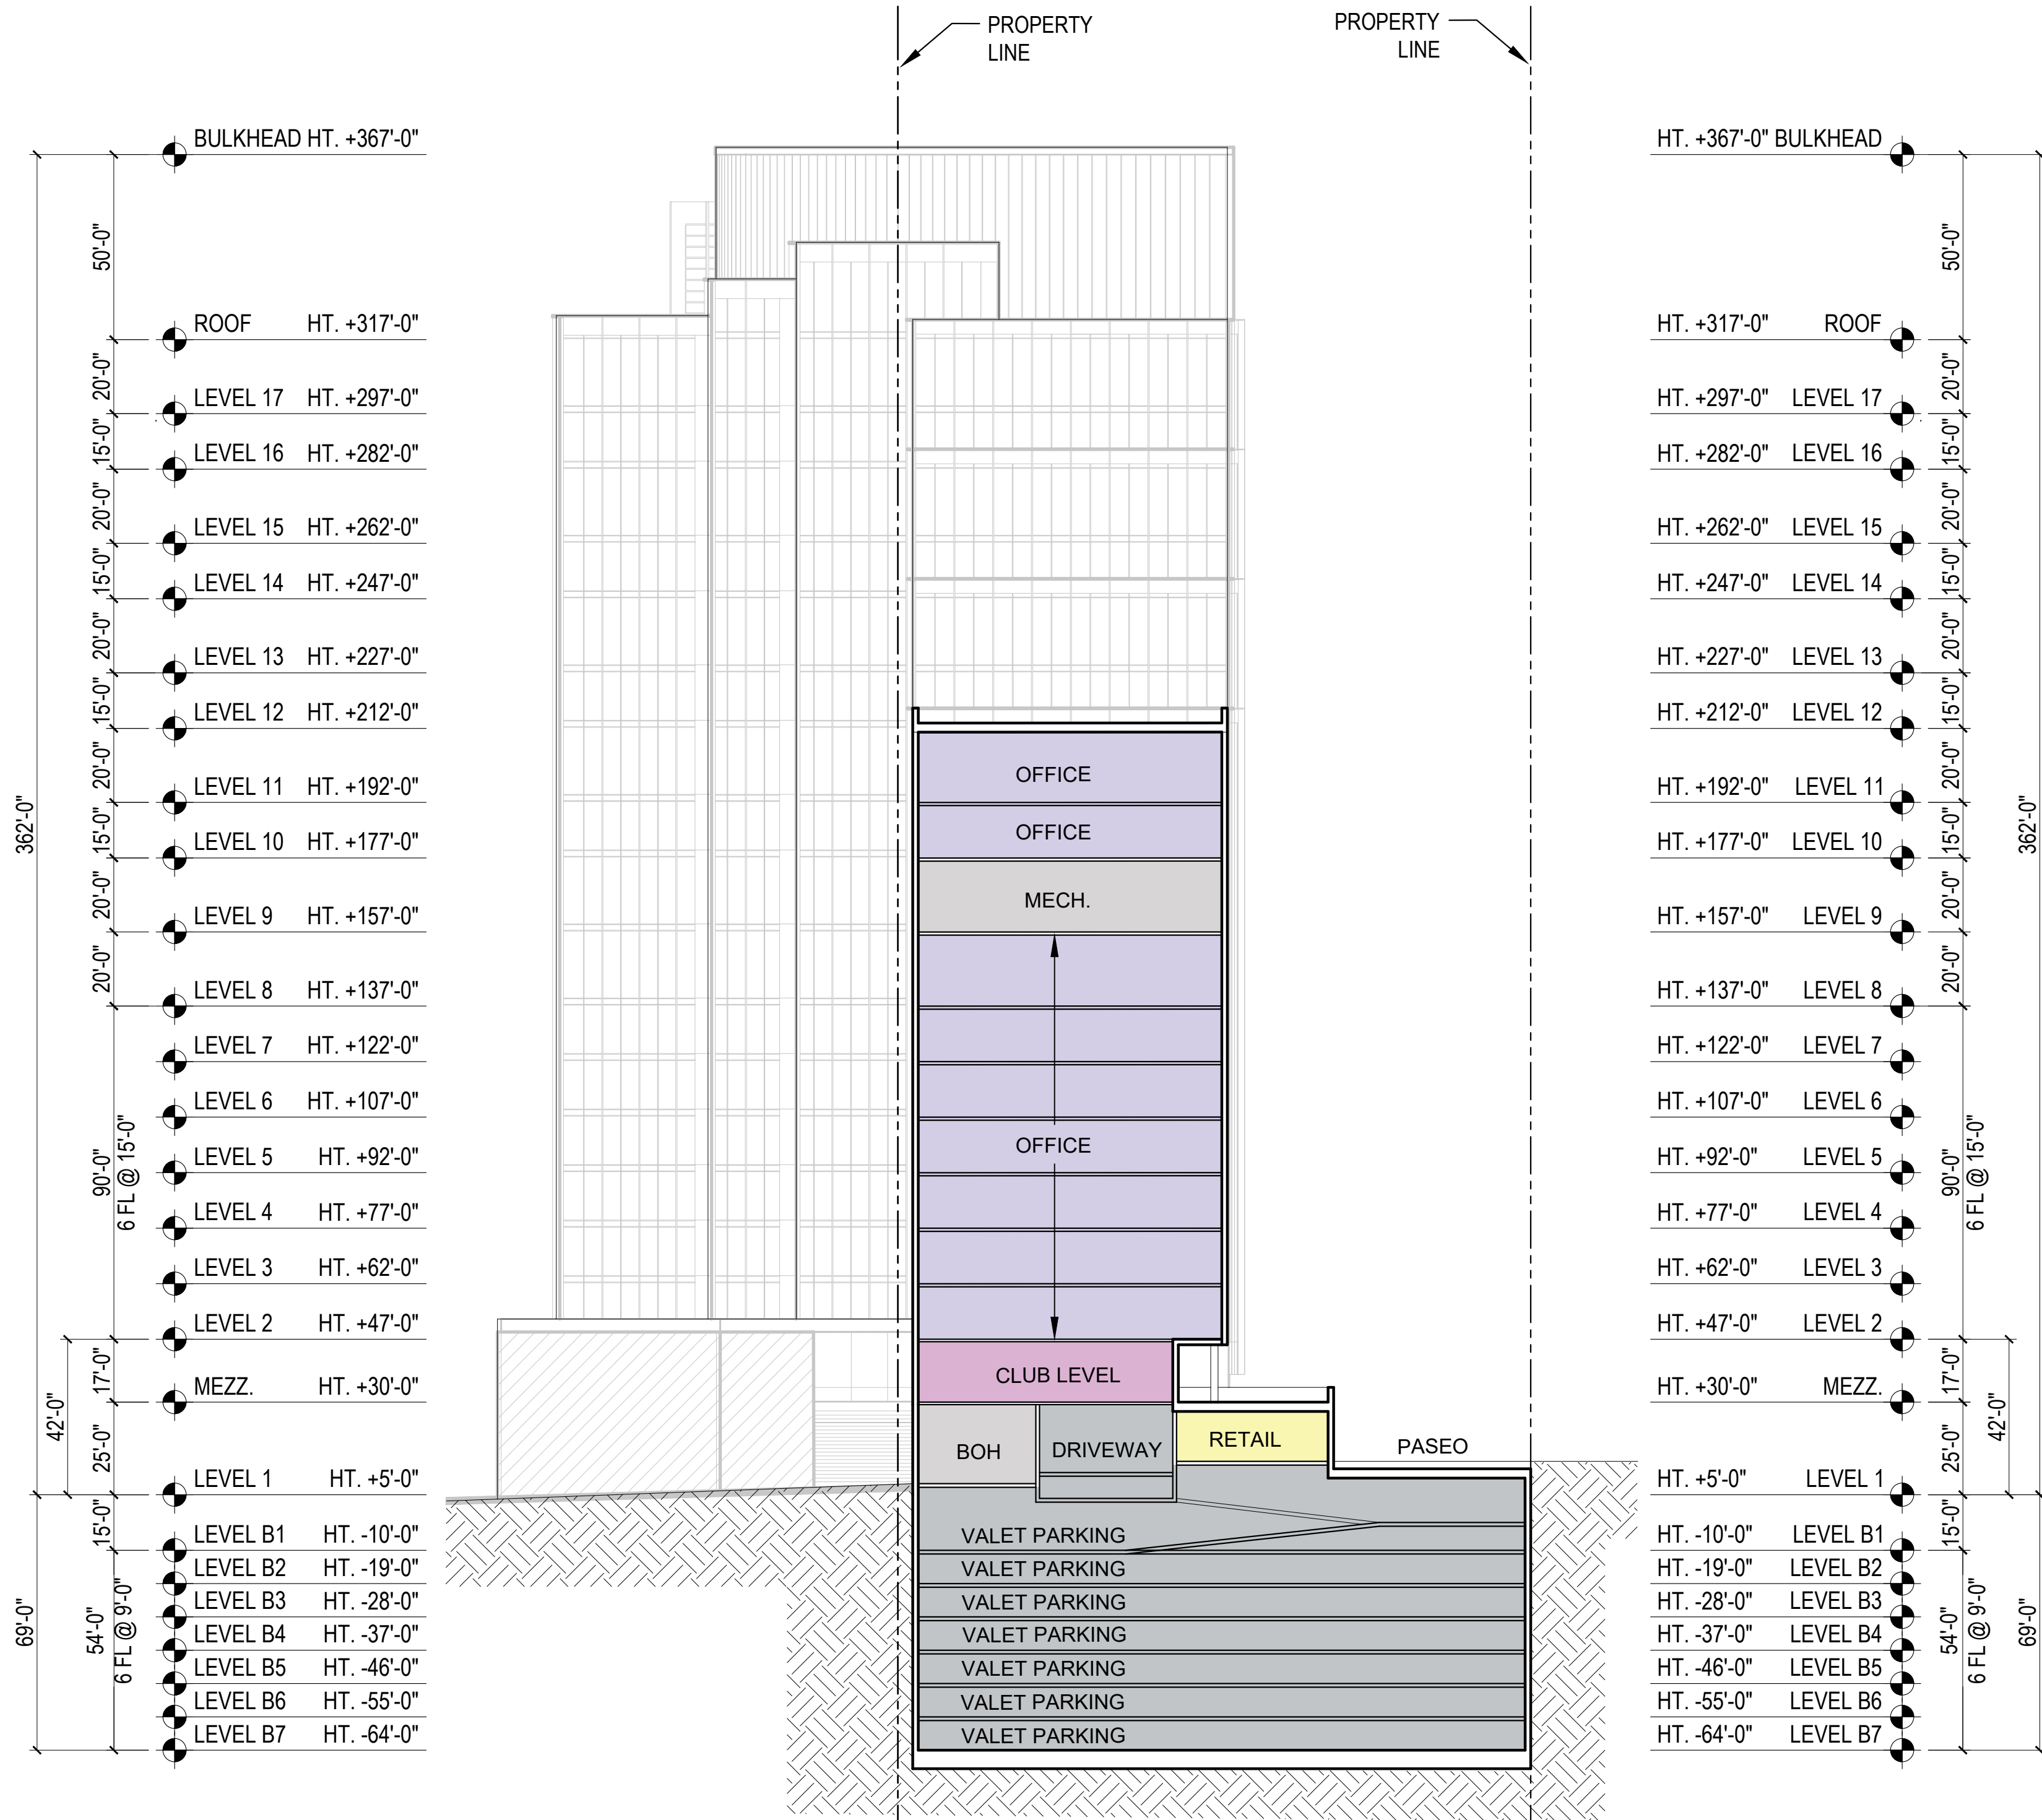 PROPERTY
LINE
PROPERTY
LINE
BULKHEAD HT. +367'-0"
ROOF HT. +317'-0"
LEVEL 17 HT. +297'-0"
LEVEL 16 HT. +282'-0"
LEVEL 15 HT. +262'-0"
LEVEL 14 HT. +247'-0"
LEVEL 13 HT. +227'-0"
LEVEL 12 HT. +212'-0"
LEVEL 11 HT. +192'-0"
LEVEL 10 HT. +177'-0"
LEVEL 9 HT. +157'-0"
LEVEL 8 HT. +137'-0"
LEVEL 7 HT. +122'-0"
LEVEL 6 HT. +107'-0"
LEVEL 5 HT. +92'-0"
LEVEL 4 HT. +77'-0"
LEVEL 3 HT. +62'-0"
LEVEL 2 HT. +47'-0"
MEZZ. HT. +30'-0"
LEVEL 1 HT. +5'-0"
LEVEL B1 HT. -10'-0"
LEVEL B2 HT. -19'-0"
LEVEL B3 HT. -28'-0"
LEVEL B4 HT. -37'-0"
LEVEL B5 HT. -46'-0"
LEVEL B6 HT. -55'-0"
LEVEL B7 HT. -64'-0"
50'-0"
20'-0"
15'-0"
20'-0"
15'-0"
20'-0"
15'-0"
20'-0"
15'-0"
20'-0"
20'-0"
90'-0"
6 FL @ 15'-0"
17'-0"
25'-0"
42'-0"
15'-0"
54'-0"
6 FL @ 9'-0"
362'-0"
69'-0"
OFFICE
OFFICE
MECH.
OFFICE
CLUB LEVEL
BOH
DRIVEWAY
RETAIL
PASEO
VALET PARKING
VALET PARKING
VALET PARKING
VALET PARKING
VALET PARKING
VALET PARKING
VALET PARKING
HT. +367'-0" BULKHEAD
HT. +317'-0" ROOF
HT. +297'-0" LEVEL 17
HT. +282'-0" LEVEL 16
HT. +262'-0" LEVEL 15
HT. +247'-0" LEVEL 14
HT. +227'-0" LEVEL 13
HT. +212'-0" LEVEL 12
HT. +192'-0" LEVEL 11
HT. +177'-0" LEVEL 10
HT. +157'-0" LEVEL 9
HT. +137'-0" LEVEL 8
HT. +122'-0" LEVEL 7
HT. +107'-0" LEVEL 6
HT. +92'-0" LEVEL 5
HT. +77'-0" LEVEL 4
HT. +62'-0" LEVEL 3
HT. +47'-0" LEVEL 2
HT. +30'-0" MEZZ.
HT. +5'-0" LEVEL 1
HT. -10'-0" LEVEL B1
HT. -19'-0" LEVEL B2
HT. -28'-0" LEVEL B3
HT. -37'-0" LEVEL B4
HT. -46'-0" LEVEL B5
HT. -55'-0" LEVEL B6
HT. -64'-0" LEVEL B7
50'-0"
20'-0"
15'-0"
20'-0"
15'-0"
20'-0"
15'-0"
20'-0"
15'-0"
20'-0"
20'-0"
90'-0"
6 FL @ 15'-0"
17'-0"
25'-0"
42'-0"
15'-0"
54'-0"
6 FL @ 9'-0"
362'-0"
69'-0"